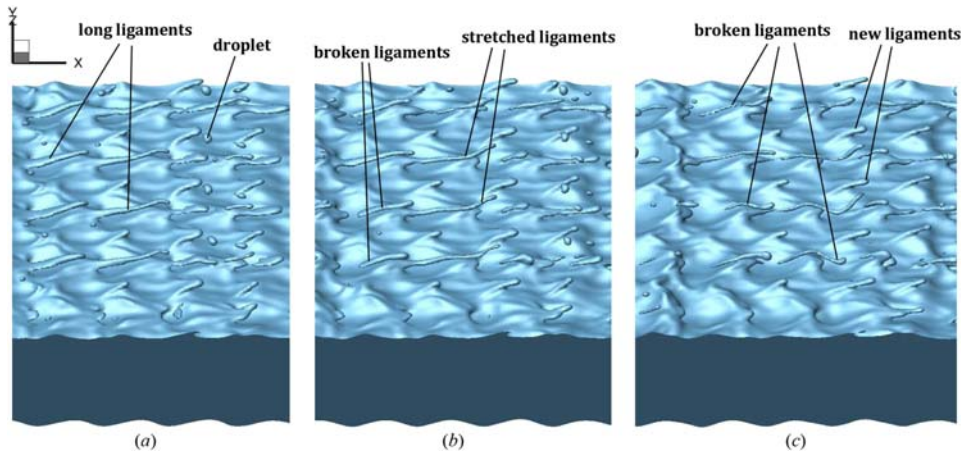 Y
Z
X
long ligaments
droplet
broken ligaments
stretched ligaments
broken ligaments
new ligaments
(a)
(b)
(c)